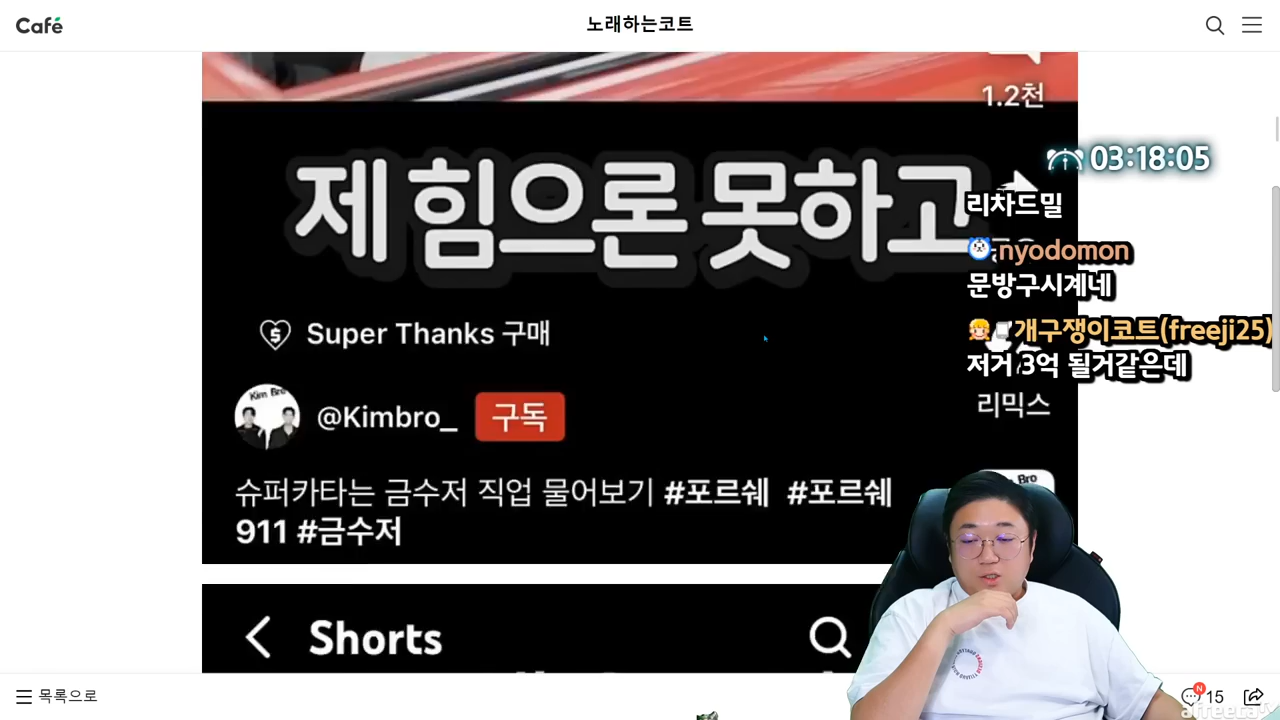 Café
노래하는코트
1.2천
03:18:05
제 힘으론 못하고
리차드밀
nyodomon
문방구시계네
Super Thanks 구매
개구쟁이코트(freeji25)
저거 3억 될거같은데
리믹스
Kim Bro
@Kimbro_
구독
슈퍼카타는 금수저 직업 물어보기 #포르쉐 #포르쉐
911 #금수저
Bro
Shorts
목록으로
N
15
afreecaTV